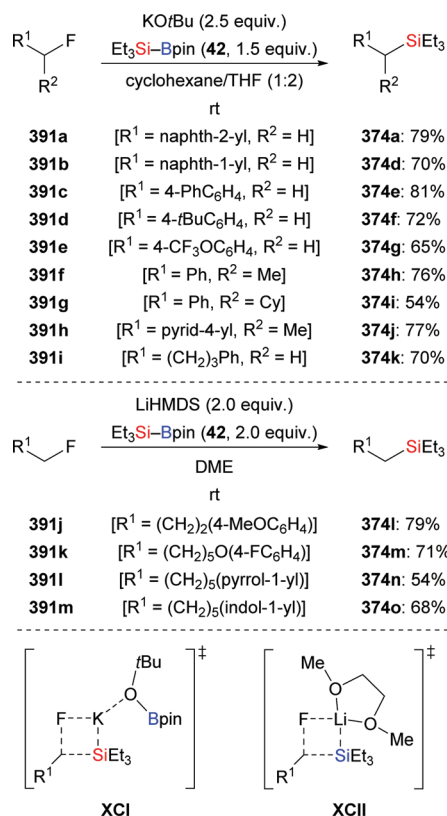 KOtBu (2.5 equiv.)
R¹ F Et₃Si–Bpin (42, 1.5 equiv.) R¹ SiEt₃
R² cyclohexane/THF (1:2) R²
rt
391a [R¹ = naphth-2-yl, R² = H] 374a: 79%
391b [R¹ = naphth-1-yl, R² = H] 374d: 70%
391c [R¹ = 4-PhC₆H₄, R² = H] 374e: 81%
391d [R¹ = 4-tBuC₆H₄, R² = H] 374f: 72%
391e [R¹ = 4-CF₃OC₆H₄, R² = H] 374g: 65%
391f [R¹ = Ph, R² = Me] 374h: 76%
391g [R¹ = Ph, R² = Cy] 374i: 54%
391h [R¹ = pyrid-4-yl, R² = Me] 374j: 77%
391i [R¹ = (CH₂)₃Ph, R² = H] 374k: 70%
LiHMDS (2.0 equiv.)
R¹ F Et₃Si–Bpin (42, 2.0 equiv.) R¹ SiEt₃
DME
rt
391j [R¹ = (CH₂)₂(4-MeOC₆H₄)] 374l: 79%
391k [R¹ = (CH₂)₅O(4-FC₆H₄)] 374m: 71%
391l [R¹ = (CH₂)₅(pyrrol-1-yl)] 374n: 54%
391m [R¹ = (CH₂)₅(indol-1-yl)] 374o: 68%
tBu ‡ Me ‡
O O
F K Bpin F Li O Me
R¹ SiEt₃ R¹ SiEt₃
XCI XCII